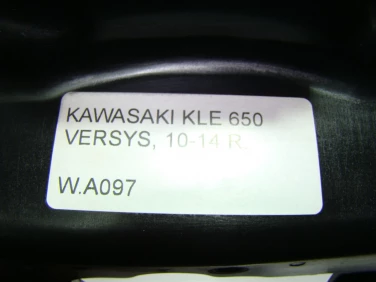 KAWASAKI KLE 650
VERSYS, 10-14 R.
W.A097